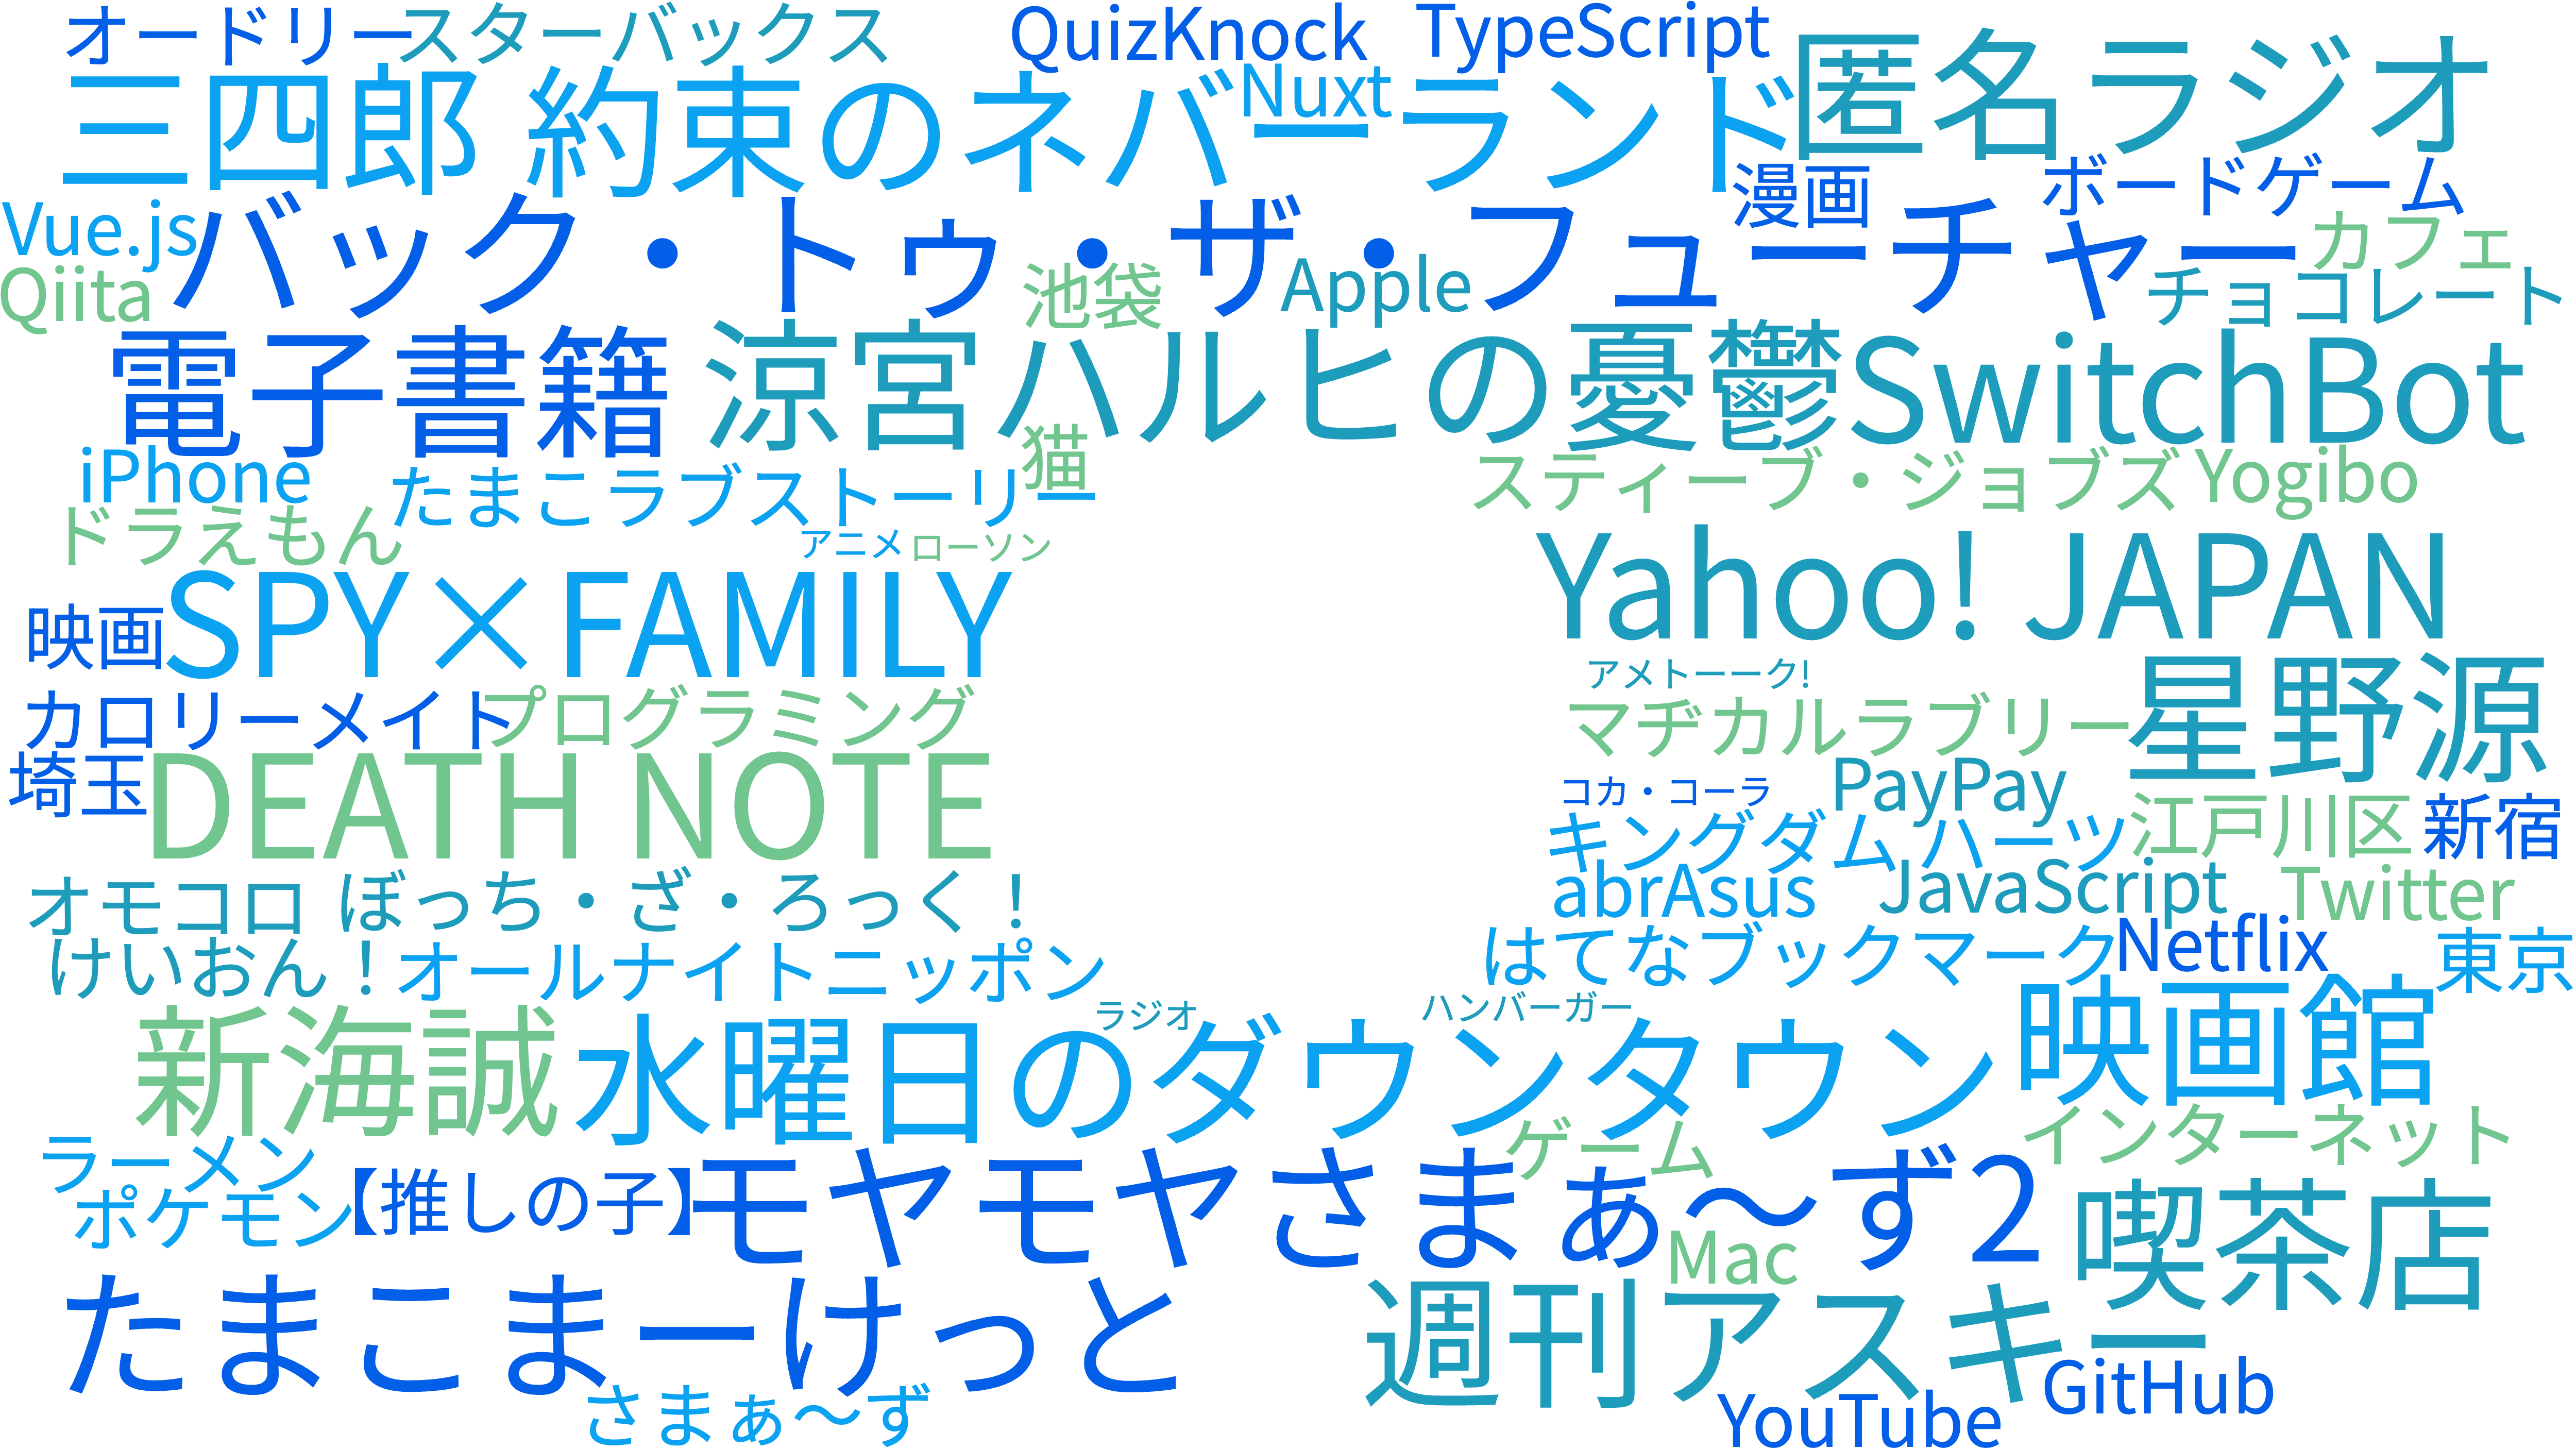 オードリー
スターバックス
QuizKnock
TypeScript
三四郎
約束のネバーランド
Nuxt
匿名ラジオ
漫画
ボードゲーム
Vue.js
バック・トゥ・ザ・フューチャー
カフェ
Qiita
池袋
Apple
チョコレート
電子書籍
涼宮ハルヒの憂鬱
SwitchBot
iPhone
たまこラブストーリー
猫
スティーブ・ジョブズ
Yogibo
ドラえもん
アニメ
ローソン
SPY×FAMILY
Yahoo! JAPAN
映画
アメトーーク!
星野源
カロリーメイト
プログラミング
マヂカルラブリー
埼玉
DEATH NOTE
コカ・コーラ
PayPay
キングダム ハーツ
江戸川区
新宿
オモコロ
ぼっち・ざ・ろっく！
abrAsus
JavaScript
Twitter
けいおん！
オールナイトニッポン
はてなブックマーク
Netflix
東京
新海誠
水曜日のダウンタウン
ラジオ
ハンバーガー
映画館
ラーメン
ゲーム
インターネット
ポケモン
【推しの子】
モヤモヤさまぁ～ず2
喫茶店
Mac
たまこまーけっと
週刊アスキー
さまぁ～ず
YouTube
GitHub